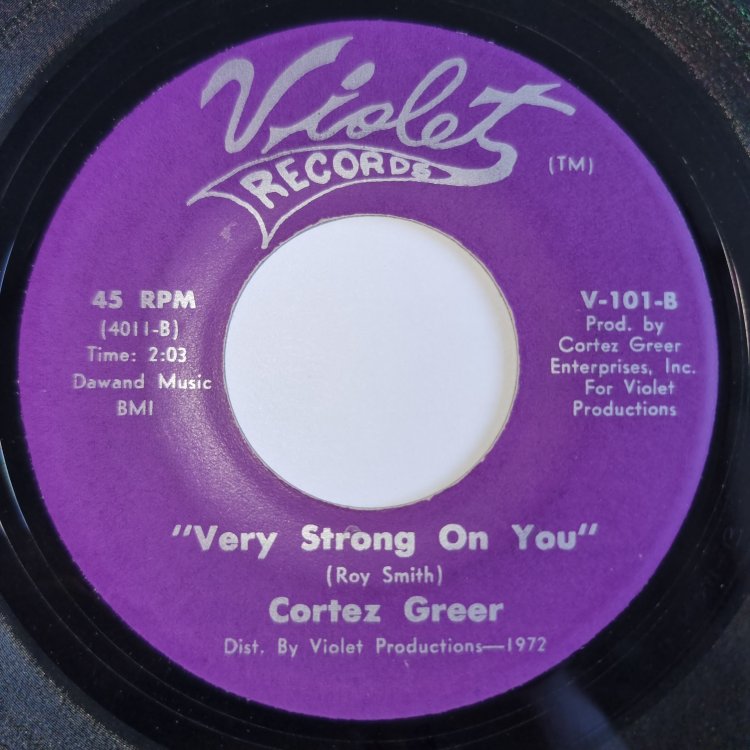 Violet
RECORDS
(TM)
45 RPM
(4011-B)
Time: 2:03
Dawand Music
BMI
V-101-B
Prod. by
Cortez Greer
Enterprises, Inc.
For Violet
Productions
"Very Strong On You"
(Roy Smith)
Cortez Greer
Dist. By Violet Productions—1972